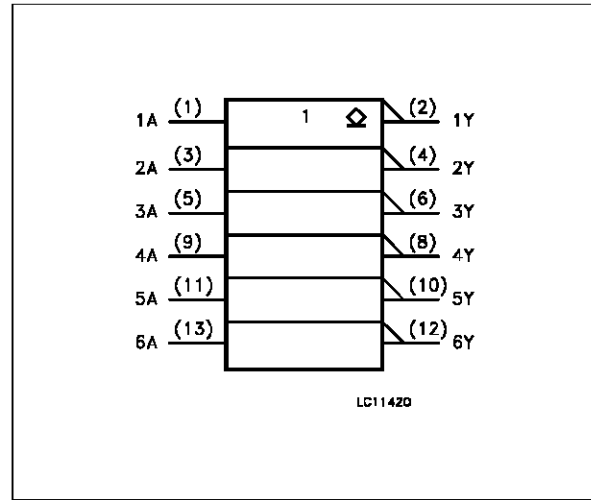 1A (1) 1 (2) 1Y
2A (3) (4) 2Y
3A (5) (6) 3Y
4A (9) (8) 4Y
5A (11) (10) 5Y
6A (13) (12) 6Y
LC11420